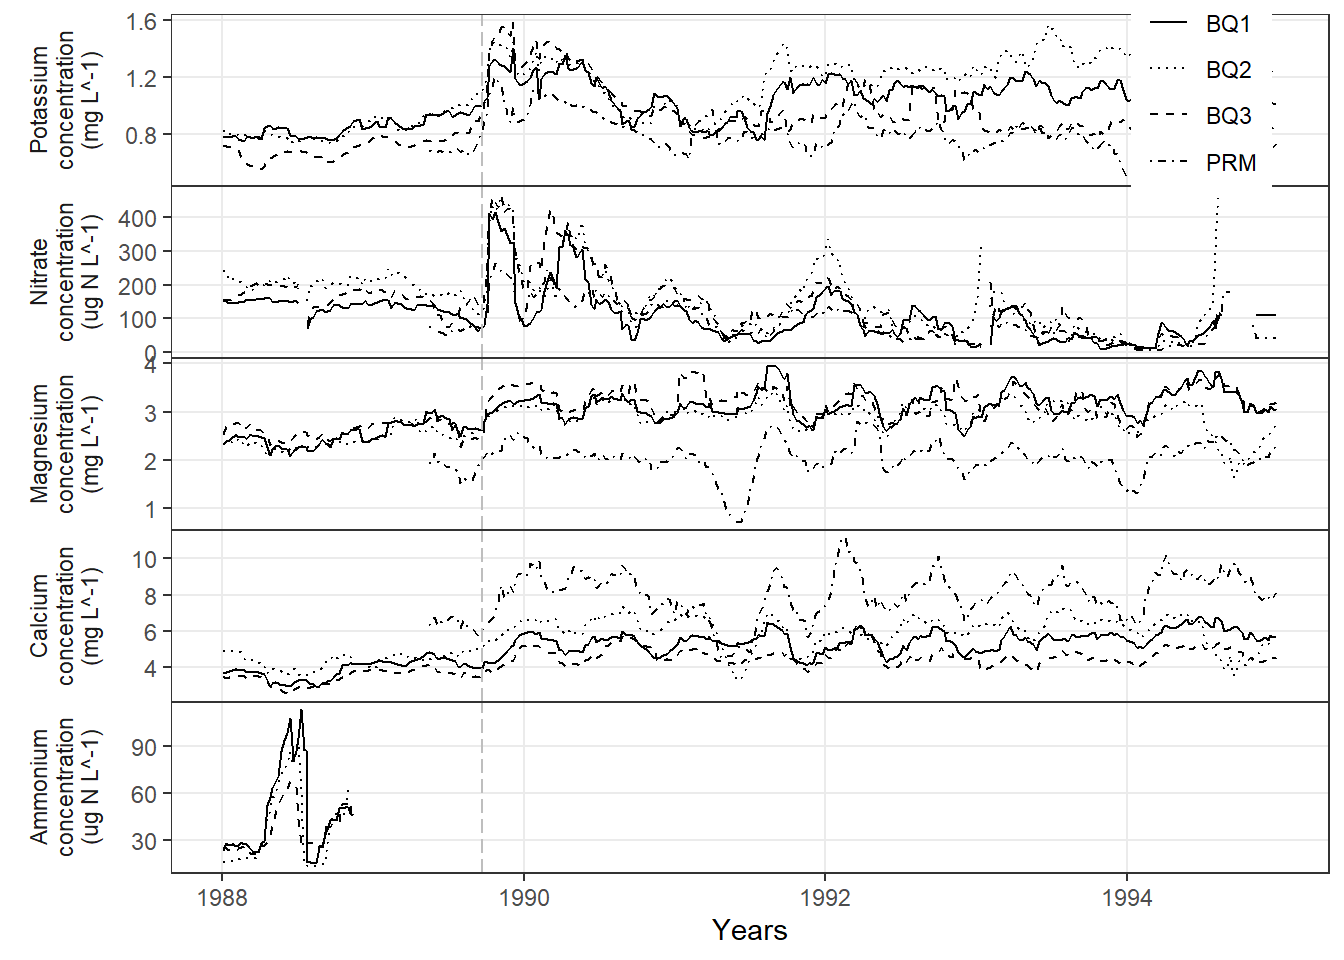 Potassium
concentration
(mg L^-1)
1.6
1.2
0.8
BQ1
BQ2
BQ3
PRM
Nitrate
concentration
(ug N L^-1)
400
300
200
100
0
Magnesium
concentration
(mg L^-1)
4
3
2
1
Calcium
concentration
(mg L^-1)
10
8
6
4
Ammonium
concentration
(ug N L^-1)
90
60
30
1988
1990
1992
1994
Years